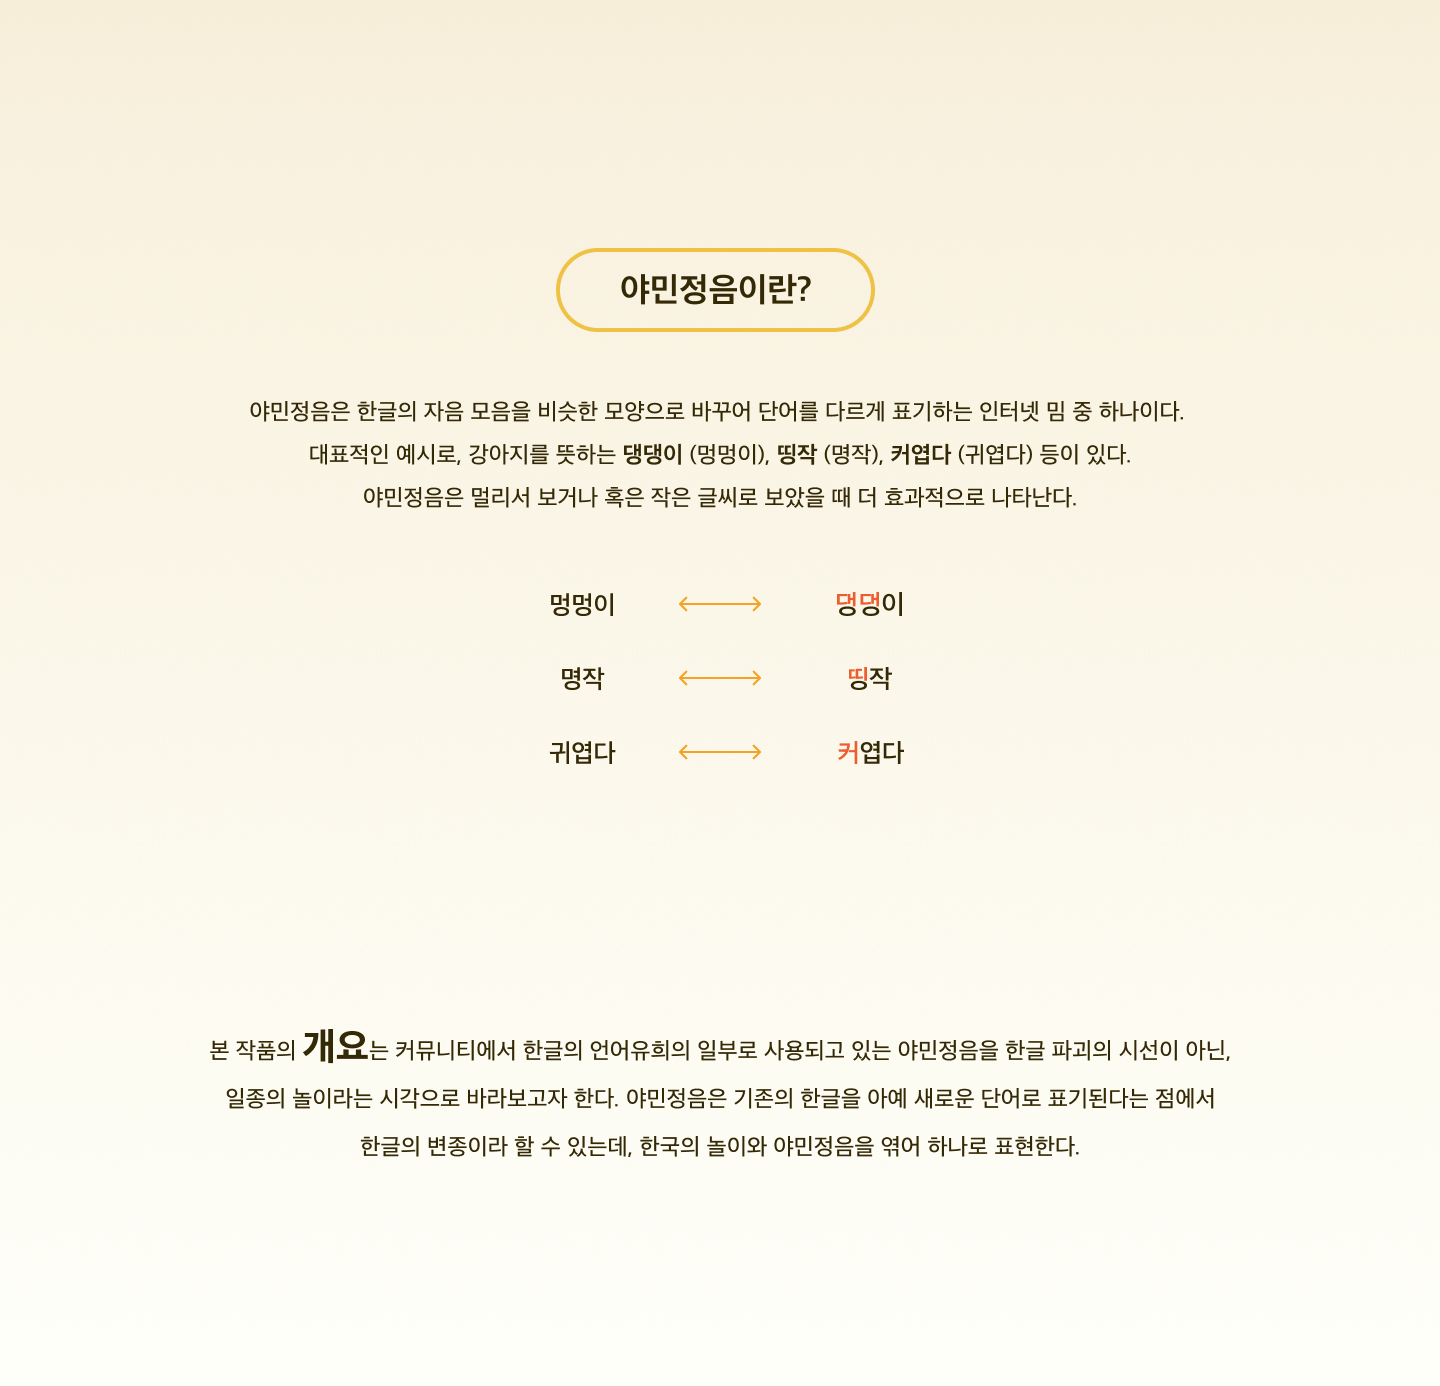 야민정음이란?
야민정음은 한글의 자음 모음을 비슷한 모양으로 바꾸어 단어를 다르게 표기하는 인터넷 밈 중 하나이다.
대표적인 예시로, 강아지를 뜻하는 댕댕이 (멍멍이), 띵작 (명작), 커엽다 (귀엽다) 등이 있다.
야민정음은 멀리서 보거나 혹은 작은 글씨로 보았을 때 더 효과적으로 나타난다.
멍멍이 ↔ 댕댕이
명작 ↔ 띵작
귀엽다 ↔ 커엽다
본 작품의 개요는 커뮤니티에서 한글의 언어유희의 일부로 사용되고 있는 야민정음을 한글 파괴의 시선이 아닌,
일종의 놀이라는 시각으로 바라보고자 한다. 야민정음은 기존의 한글을 아예 새로운 단어로 표기된다는 점에서
한글의 변종이라 할 수 있는데, 한국의 놀이와 야민정음을 엮어 하나로 표현한다.